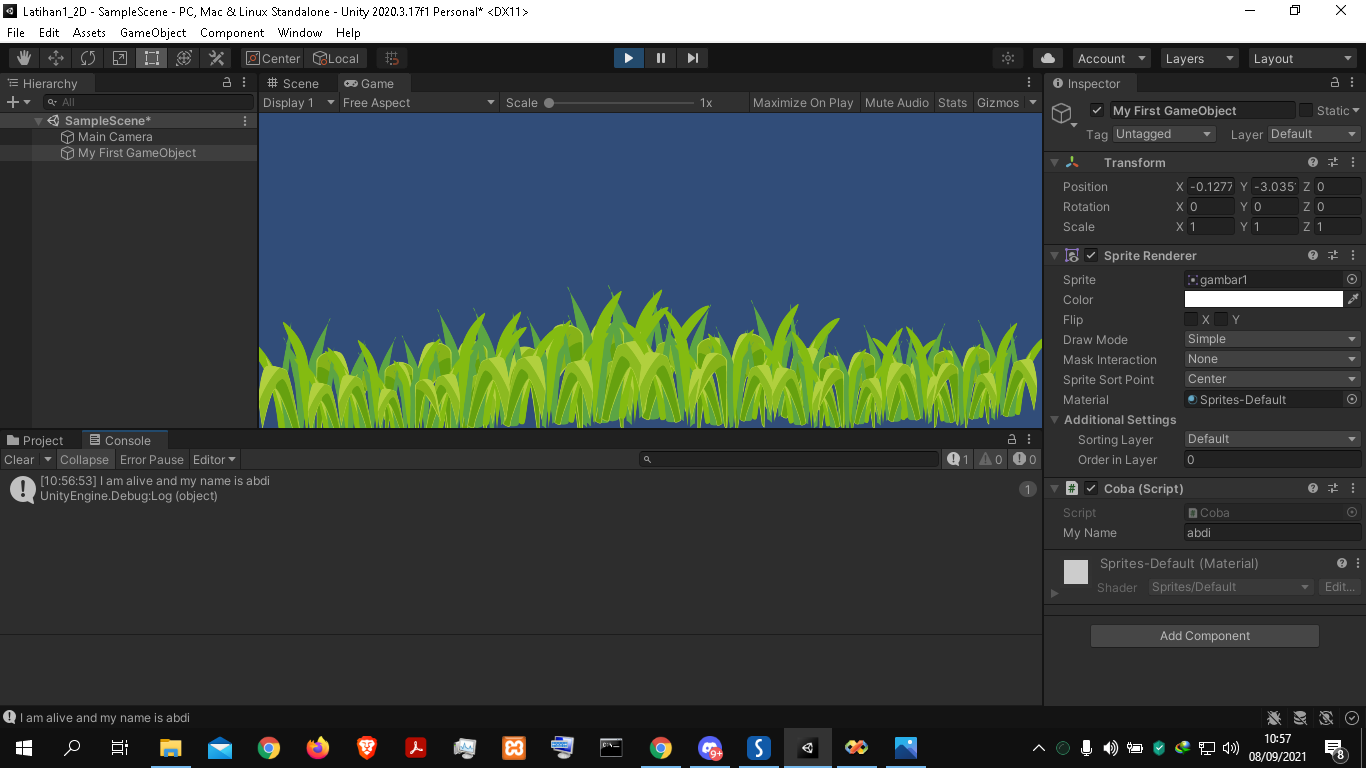 Latihan1_2D - SampleScene - PC, Mac & Linux Standalone - Unity 2020.3.17f1 Personal* <DX11>
File Edit Assets GameObject Component Window Help
Center Local Account Layers Layout
Hierarchy
All
SampleScene*
Main Camera
My First GameObject
Scene Game
Display 1 Free Aspect Scale 1x Maximize On Play Mute Audio Stats Gizmos
Inspector
My First GameObject Static
Tag Untagged Layer Default
Transform
Position X -0.1277 Y -3.035 Z 0
Rotation X 0 Y 0 Z 0
Scale X 1 Y 1 Z 1
Sprite Renderer
Sprite gambar1
Color
Flip X Y
Draw Mode Simple
Mask Interaction None
Sprite Sort Point Center
Material Sprites-Default
Additional Settings
Sorting Layer Default
Order in Layer 0
Coba (Script)
Script Coba
My Name abdi
Sprites-Default (Material)
Shader Sprites/Default Edit...
Add Component
Project Console
Clear Collapse Error Pause Editor 1 0 0
[10:56:53] I am alive and my name is abdi
UnityEngine.Debug:Log (object)
1
I am alive and my name is abdi
9+
10:57
08/09/2021
8